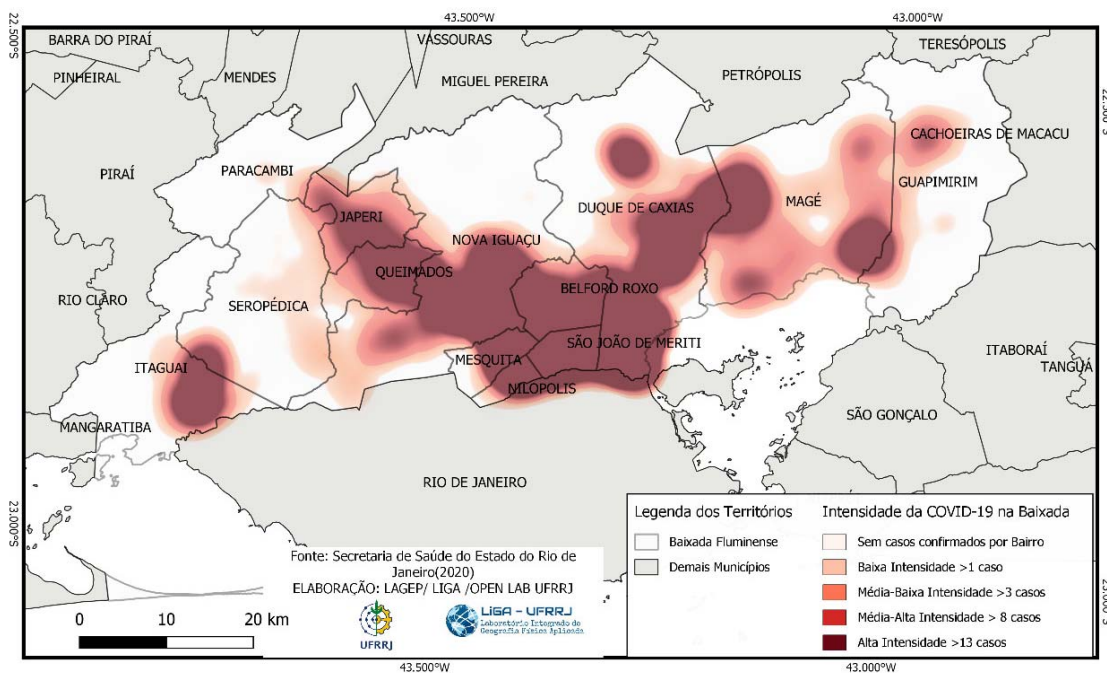 43.500°W
43.000°W
22.500°S
22.500°S
BARRA DO PIRAÍ
VASSOURAS
TERESÓPOLIS
PINHEIRAL
MENDES
MIGUEL PEREIRA
PETRÓPOLIS
CACHOEIRAS DE MACACU
PIRAÍ
PARACAMBI
GUAPIMIRIM
MAGÉ
DUQUE DE CAXIAS
JAPERI
NOVA IGUAÇU
QUEIMADOS
BELFORD ROXO
RIO CLARO
SEROPÉDICA
SÃO JOÃO DE MERITI
ITABORAÍ
MESQUITA
ITAGUAI
TANGUÁ
NILOPOLIS
SÃO GONÇALO
MANGARATIBA
RIO DE JANEIRO
23.000°S
23.000°S
Legenda dos Territórios
Baixada Fluminense
Demais Municípios
Intensidade da COVID-19 na Baixada
Sem casos confirmados por Bairro
Baixa Intensidade >1 caso
Média-Baixa Intensidade >3 casos
Média-Alta Intensidade > 8 casos
Alta Intensidade >13 casos
Fonte: Secretaria de Saúde do Estado do Rio de
Janeiro(2020)
ELABORAÇÃO: LAGEP/ LIGA /OPEN LAB UFRRJ
0 10 20 km
UFRRJ
LiGA - UFRRJ
Laboratório Integrado de
Geografia Física Aplicada
43.500°W
43.000°W